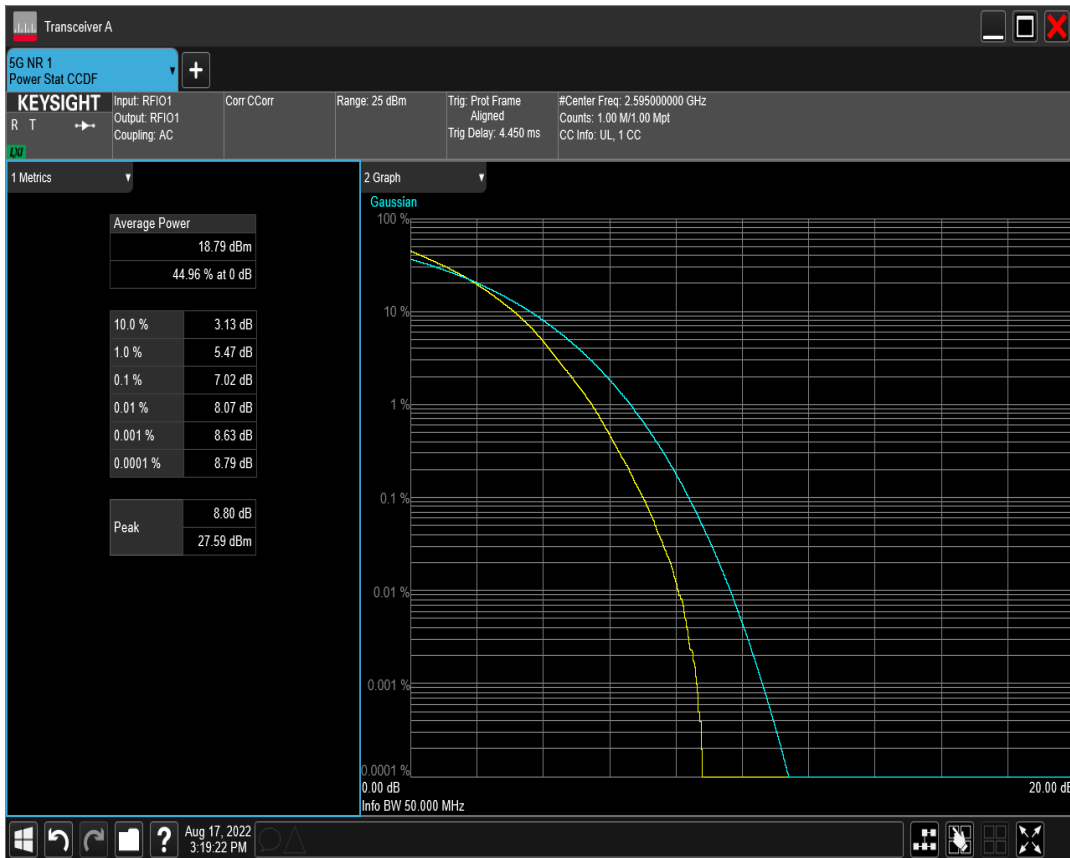 Transceiver A
5G NR 1
Power Stat CCDF
+
KEYSIGHT
R T
LXI
Input: RFIO1
Output: RFIO1
Coupling: AC
Corr CCorr
Range: 25 dBm
Trig: Prot Frame
Aligned
Trig Delay: 4.450 ms
#Center Freq: 2.595000000 GHz
Counts: 1.00 M/1.00 Mpt
CC Info: UL, 1 CC
1 Metrics
Average Power
18.79 dBm
44.96 % at 0 dB
10.0 % 3.13 dB
1.0 % 5.47 dB
0.1 % 7.02 dB
0.01 % 8.07 dB
0.001 % 8.63 dB
0.0001 % 8.79 dB
Peak
8.80 dB
27.59 dBm
2 Graph
Gaussian
100 %
10 %
1 %
0.1 %
0.01 %
0.001 %
0.0001 %
0.00 dB
20.00 dB
Info BW 50.000 MHz
?
Aug 17, 2022
3:19:22 PM